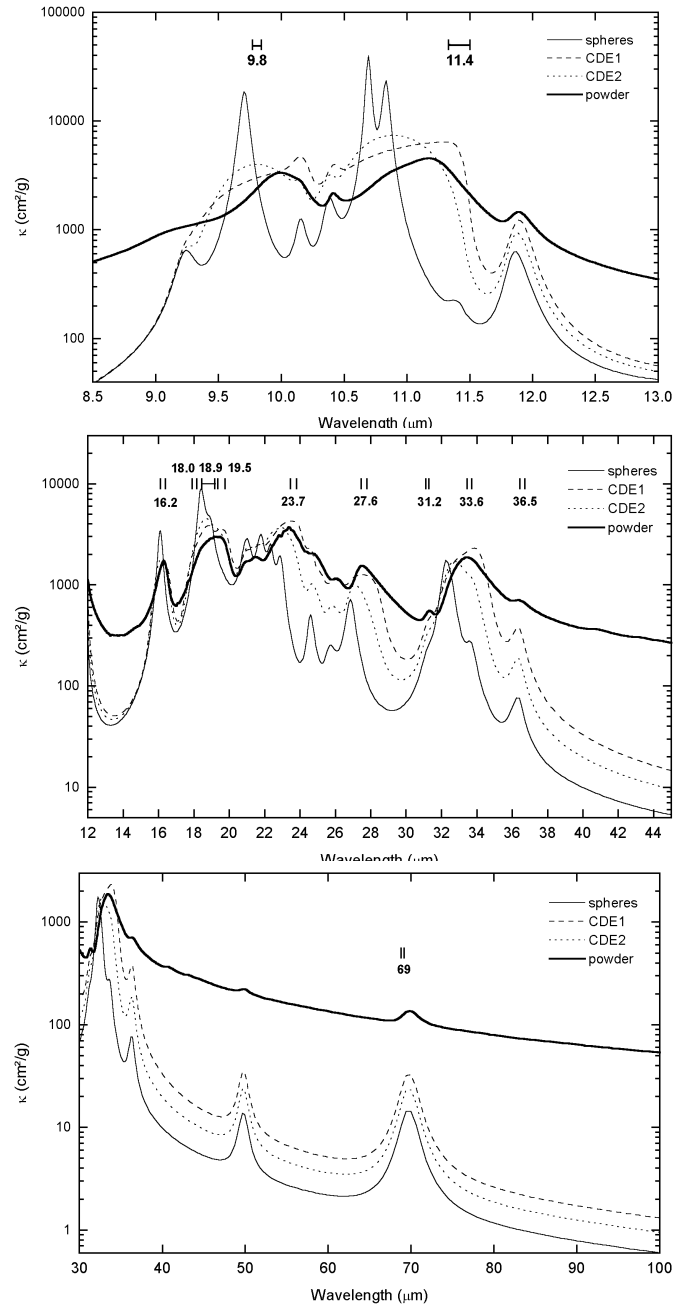 100000
10000
1000
100
κ (cm²/g)
9.8
11.4
spheres
CDE1
CDE2
powder
8.5 9.0 9.5 10.0 10.5 11.0 11.5 12.0 12.5 13.0
Wavelength (μm)
10000
1000
100
10
κ (cm²/g)
18.0 18.9 19.5
16.2 23.7 27.6 31.2 33.6 36.5
spheres
CDE1
CDE2
powder
12 14 16 18 20 22 24 26 28 30 32 34 36 38 40 42 44
Wavelength (μm)
1000
100
10
1
κ (cm²/g)
69
spheres
CDE1
CDE2
powder
30 40 50 60 70 80 90 100
Wavelength (μm)